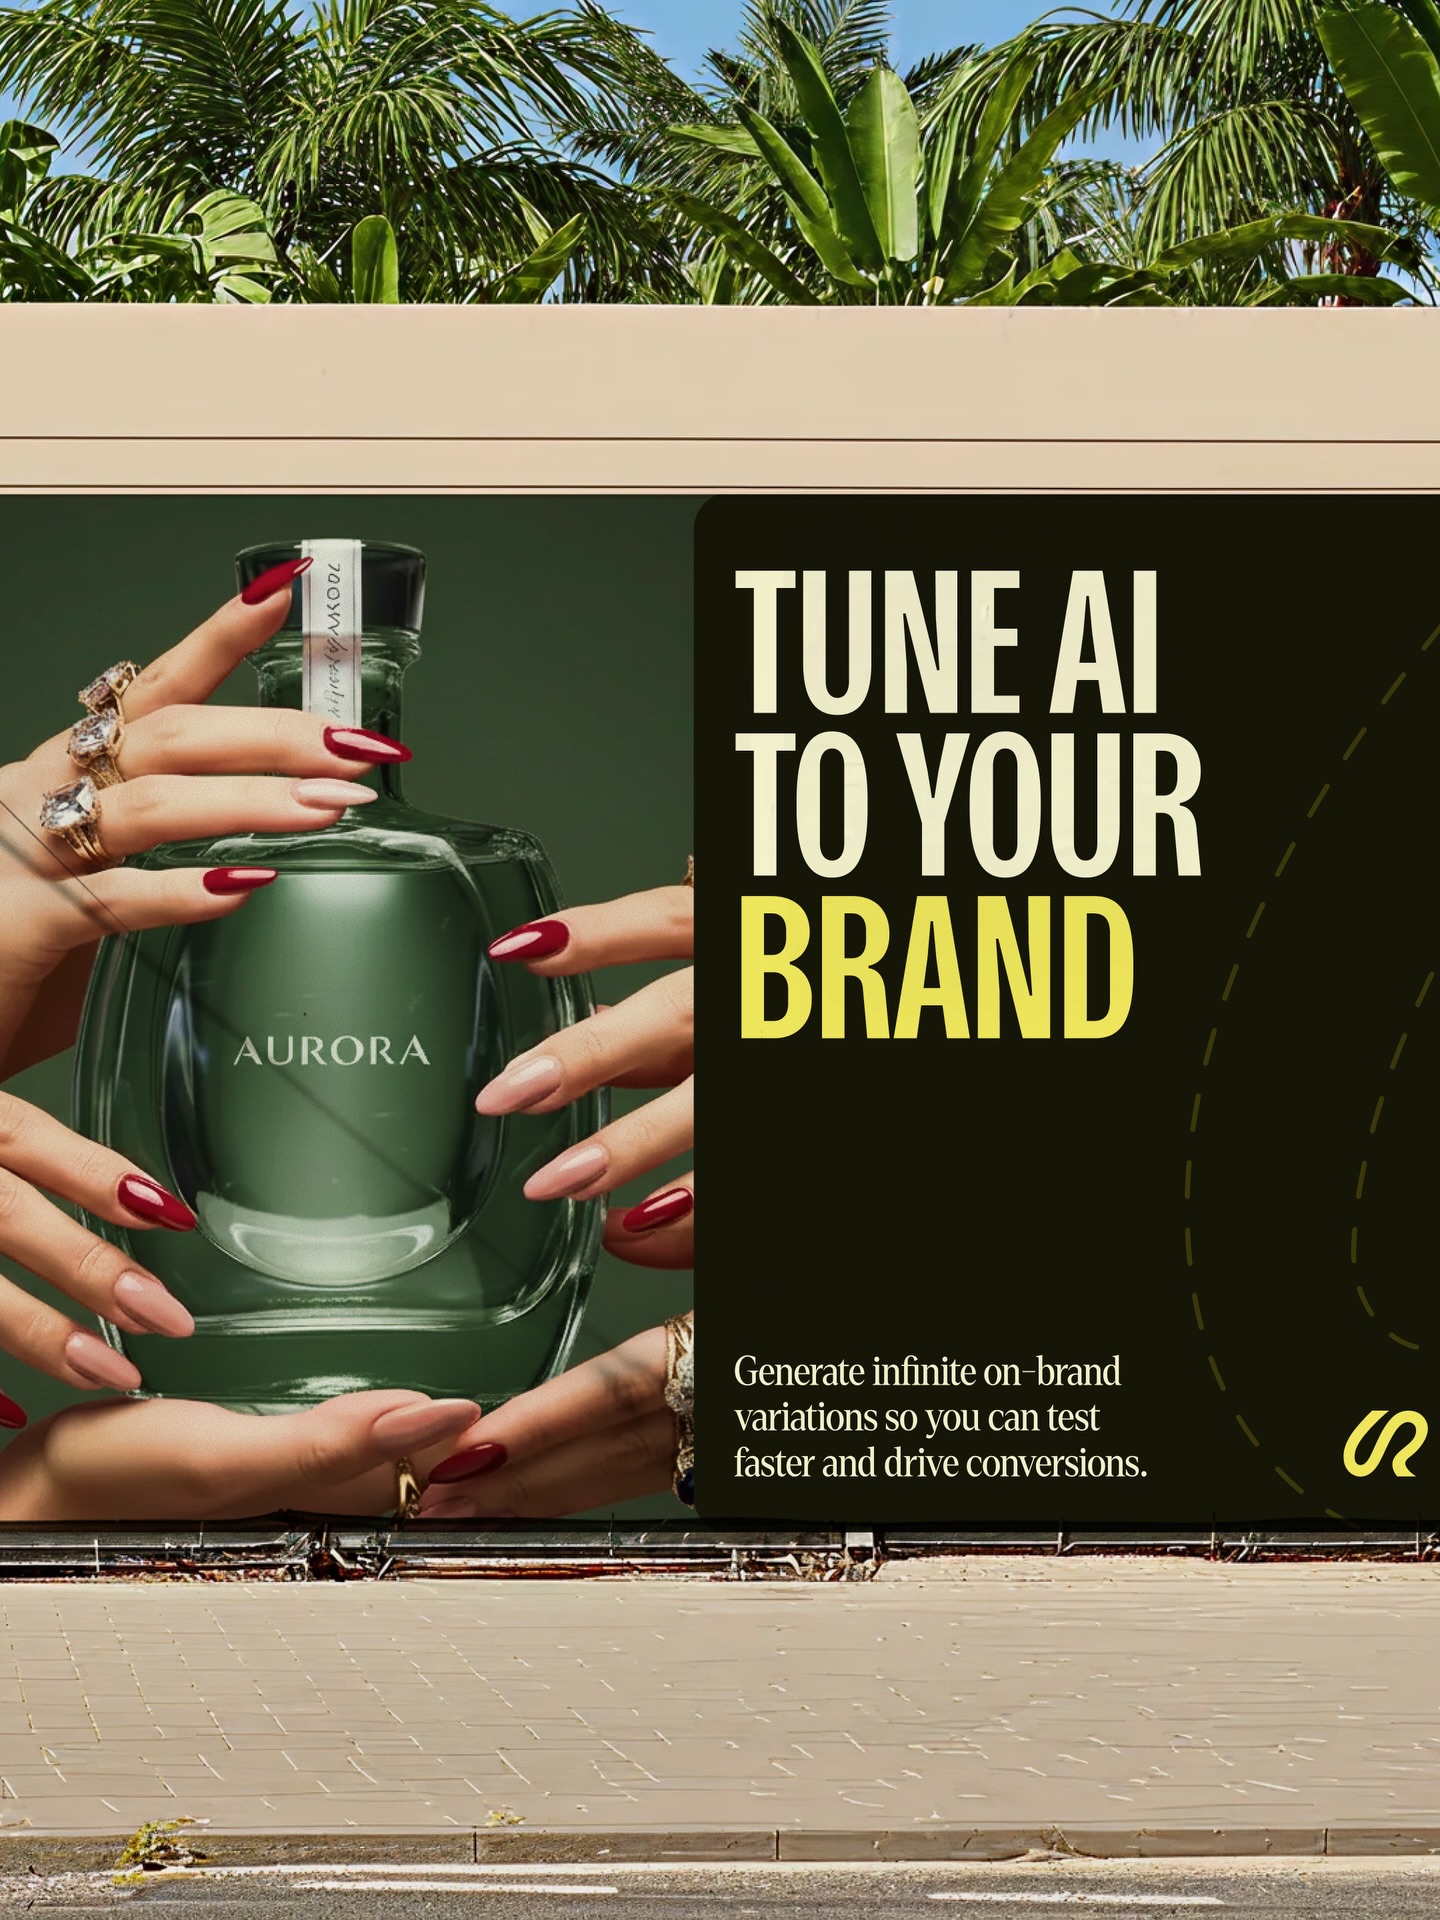 AURORA
TUNE AI
TO YOUR
BRAND
Generate infinite on-brand
variations so you can test
faster and drive conversions.